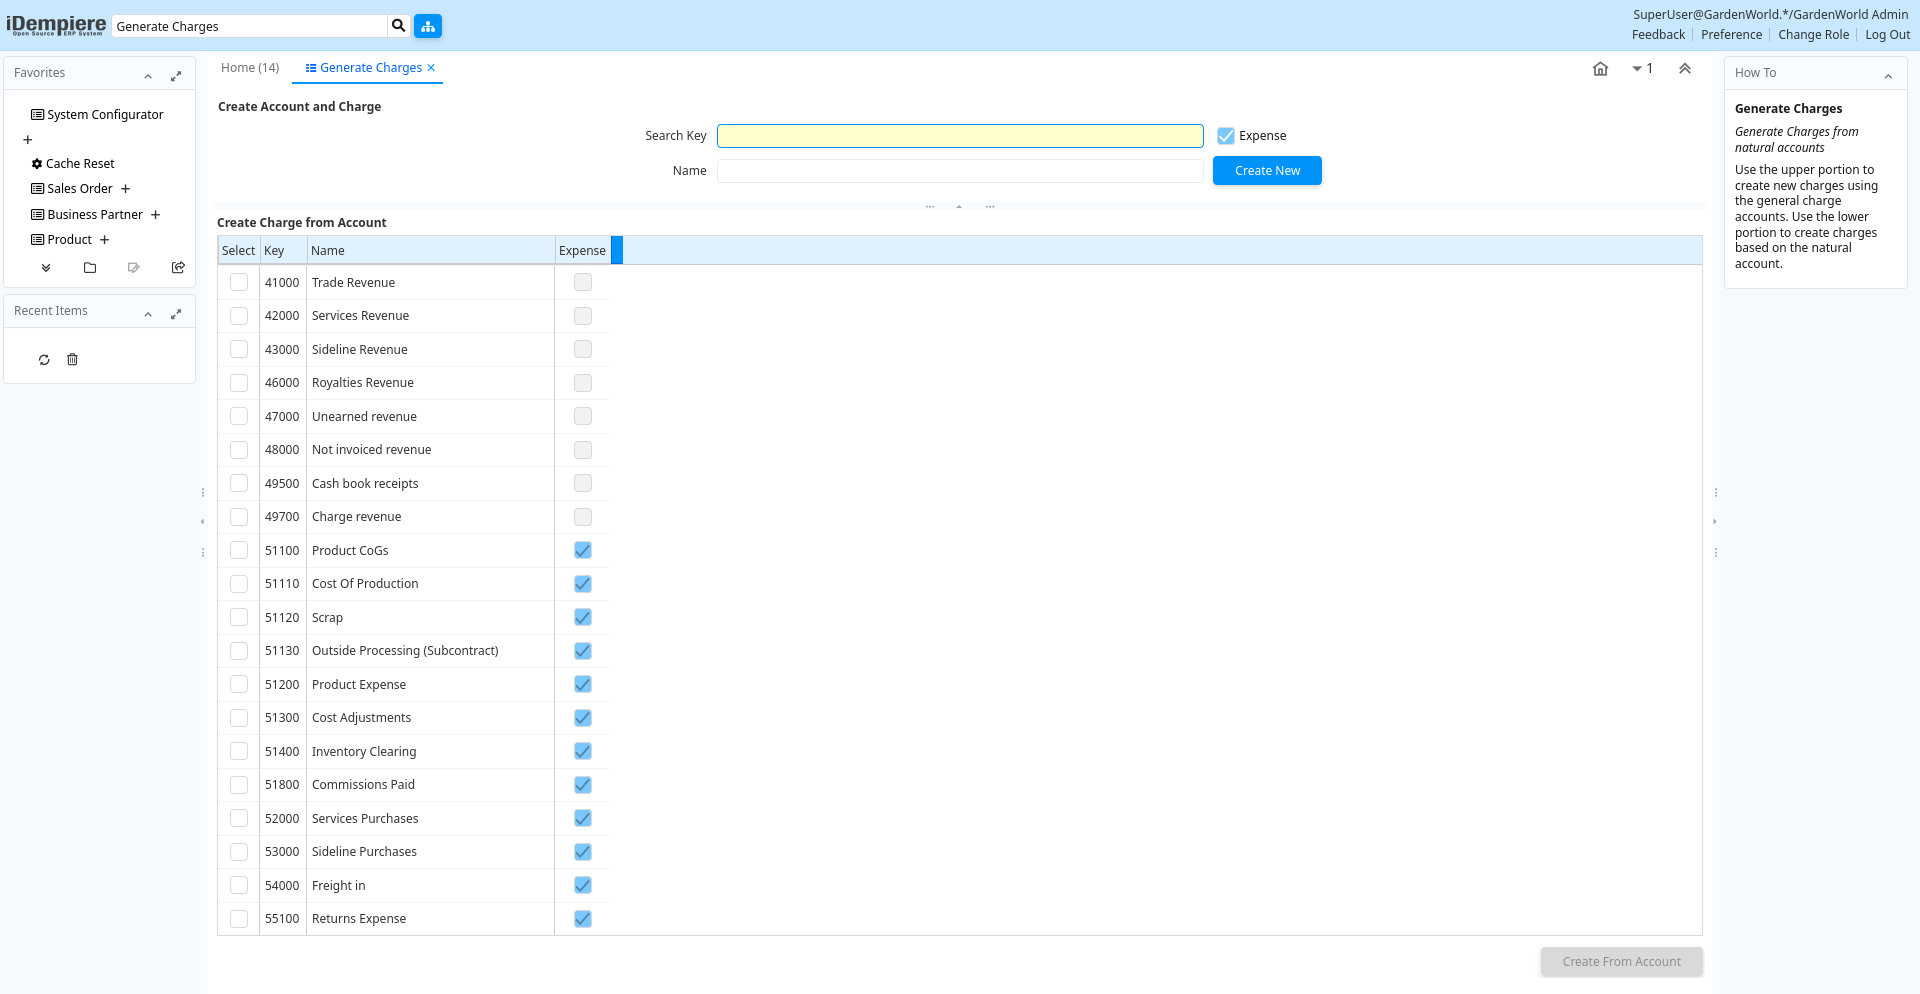 iDempiere
Open Source ERP System
Generate Charges
SuperUser@GardenWorld.*/GardenWorld Admin
Feedback Preference Change Role Log Out
Favorites
System Configurator
Cache Reset
Sales Order
Business Partner
Product
Recent Items
Home (14)
Generate Charges
1
Create Account and Charge
Search Key
Expense
Name
Create New
Create Charge from Account
Select Key Name Expense
41000 Trade Revenue
42000 Services Revenue
43000 Sideline Revenue
46000 Royalties Revenue
47000 Unearned revenue
48000 Not invoiced revenue
49500 Cash book receipts
49700 Charge revenue
51100 Product CoGs
51110 Cost Of Production
51120 Scrap
51130 Outside Processing (Subcontract)
51200 Product Expense
51300 Cost Adjustments
51400 Inventory Clearing
51800 Commissions Paid
52000 Services Purchases
53000 Sideline Purchases
54000 Freight in
55100 Returns Expense
Create From Account
How To
Generate Charges
Generate Charges from
natural accounts
Use the upper portion to
create new charges using
the general charge
accounts. Use the lower
portion to create charges
based on the natural
account.